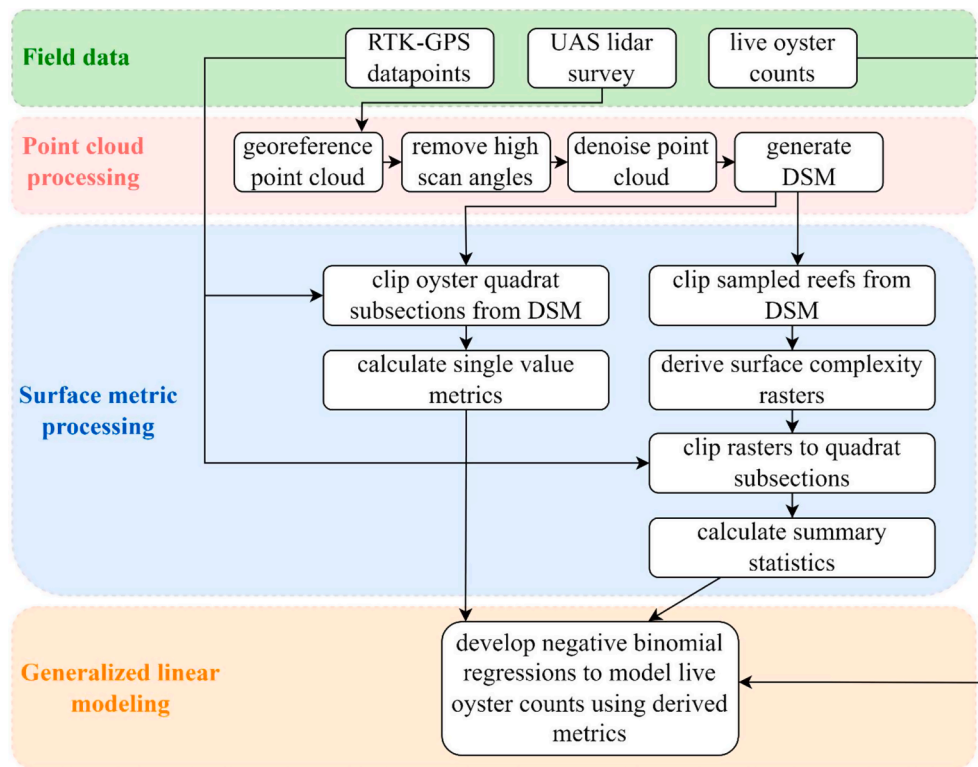 Field data
RTK-GPS
datapoints
UAS lidar
survey
live oyster
counts
Point cloud
processing
georeference
point cloud
remove high
scan angles
denoise point
cloud
generate
DSM
Surface metric
processing
clip oyster quadrat
subsections from DSM
clip sampled reefs from
DSM
calculate single value
metrics
derive surface complexity
rasters
clip rasters to quadrat
subsections
calculate summary
statistics
Generalized linear
modeling
develop negative binomial
regressions to model live
oyster counts using derived
metrics